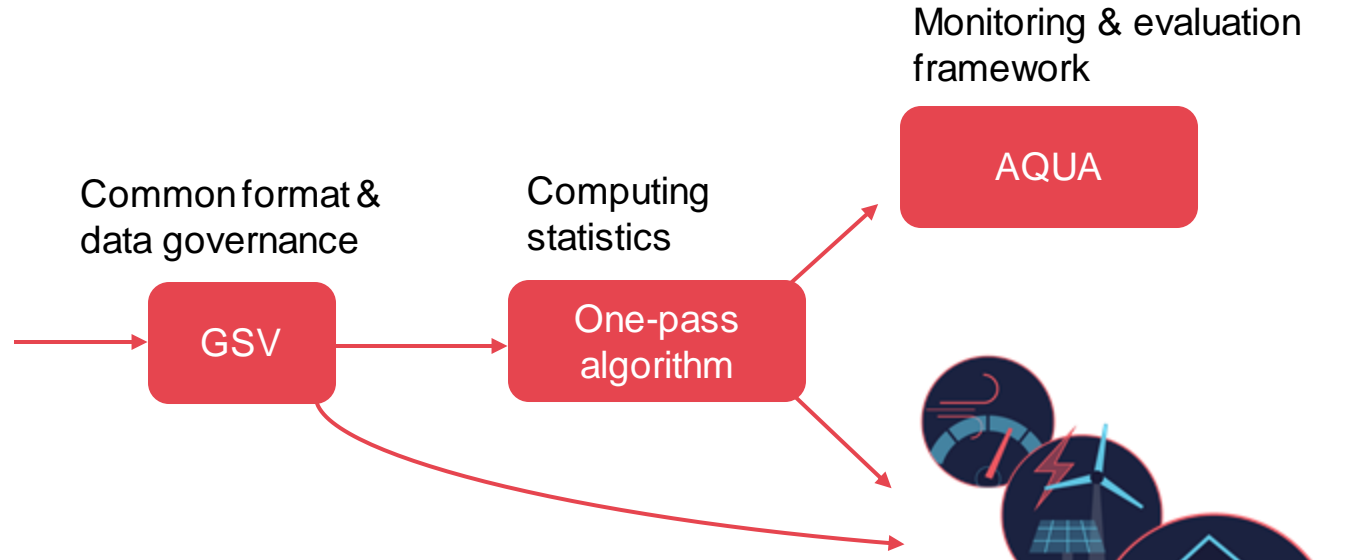 Monitoring & evaluation
framework
AQUA
Common format &
data governance
GSV
Computing
statistics
One-pass
algorithm